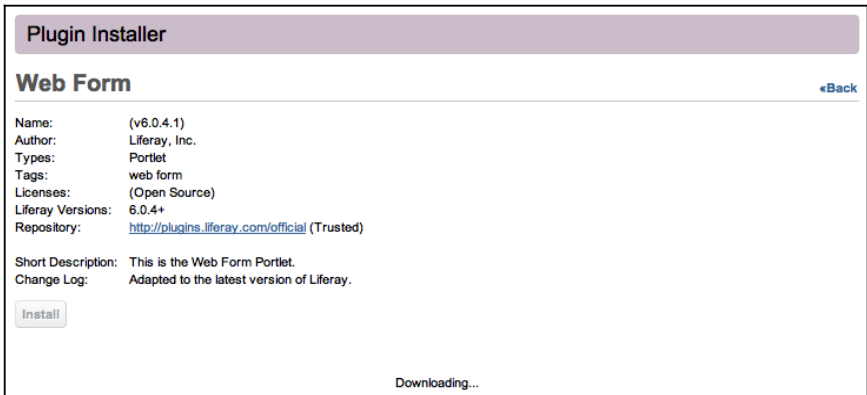 Plugin Installer
Web Form
«Back
Name: (v6.0.4.1)
Author: Liferay, Inc.
Types: Portlet
Tags: web form
Licenses: (Open Source)
Liferay Versions: 6.0.4+
Repository: http://plugins.liferay.com/official (Trusted)
Short Description: This is the Web Form Portlet.
Change Log: Adapted to the latest version of Liferay.
Install
Downloading...